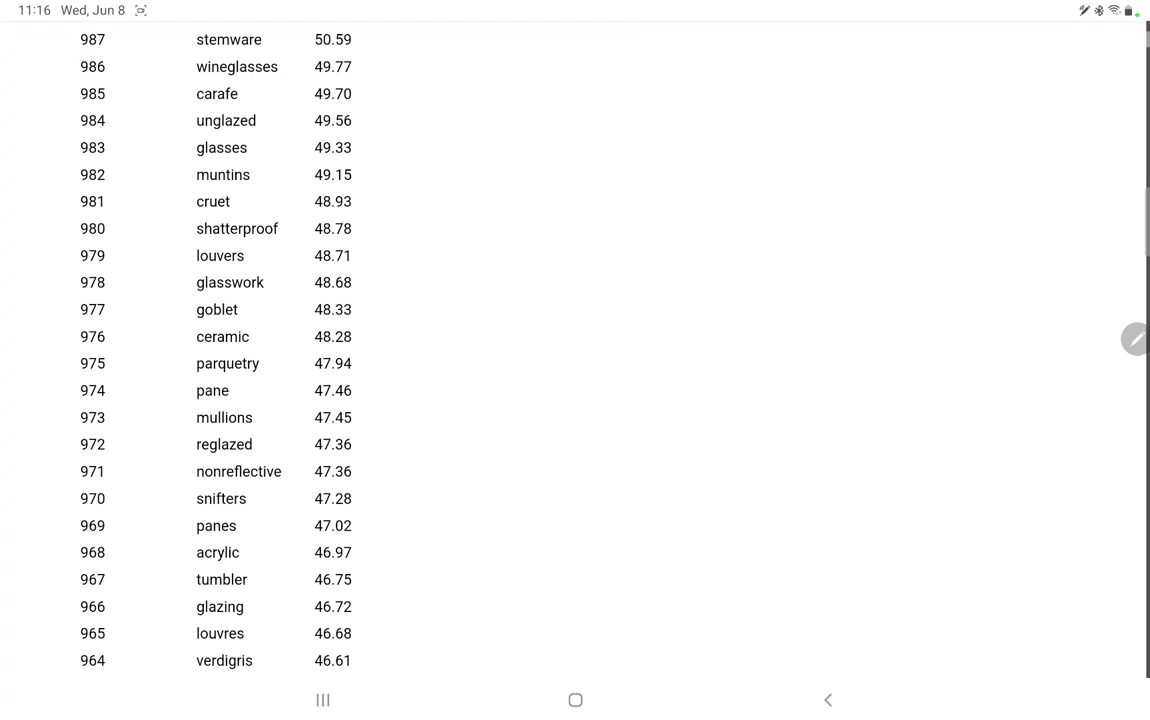 11:16 Wed, Jun 8
987 stemware 50.59
986 wineglasses 49.77
985 carafe 49.70
984 unglazed 49.56
983 glasses 49.33
982 muntins 49.15
981 cruet 48.93
980 shatterproof 48.78
979 louvers 48.71
978 glasswork 48.68
977 goblet 48.33
976 ceramic 48.28
975 parquetry 47.94
974 pane 47.46
973 mullions 47.45
972 reglazed 47.36
971 nonreflective 47.36
970 snifters 47.28
969 panes 47.02
968 acrylic 46.97
967 tumbler 46.75
966 glazing 46.72
965 louvres 46.68
964 verdigris 46.61